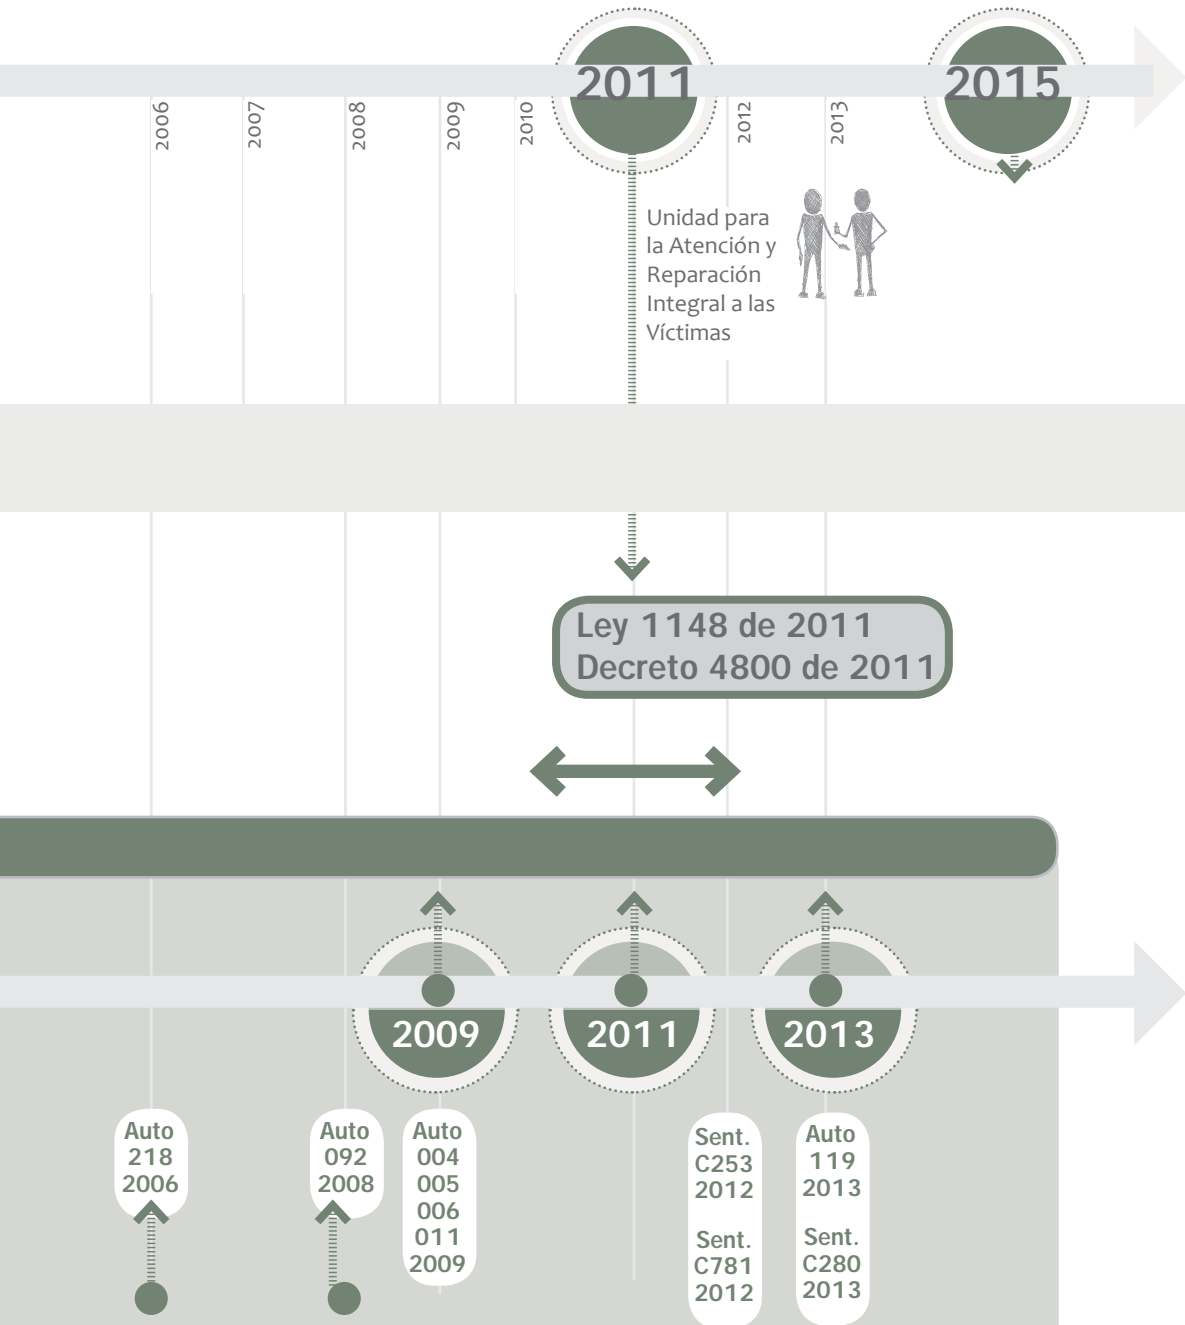 2011
2015
2006
2007
2008
2009
2010
2012
2013
Unidad para
la Atención y
Reparación
Integral a las
Víctimas
Ley 1148 de 2011
Decreto 4800 de 2011
2009
2011
2013
Auto
218
2006
Auto
092
2008
Auto
004
005
006
011
2009
Sent.
C253
2012
Sent.
C781
2012
Auto
119
2013
Sent.
C280
2013